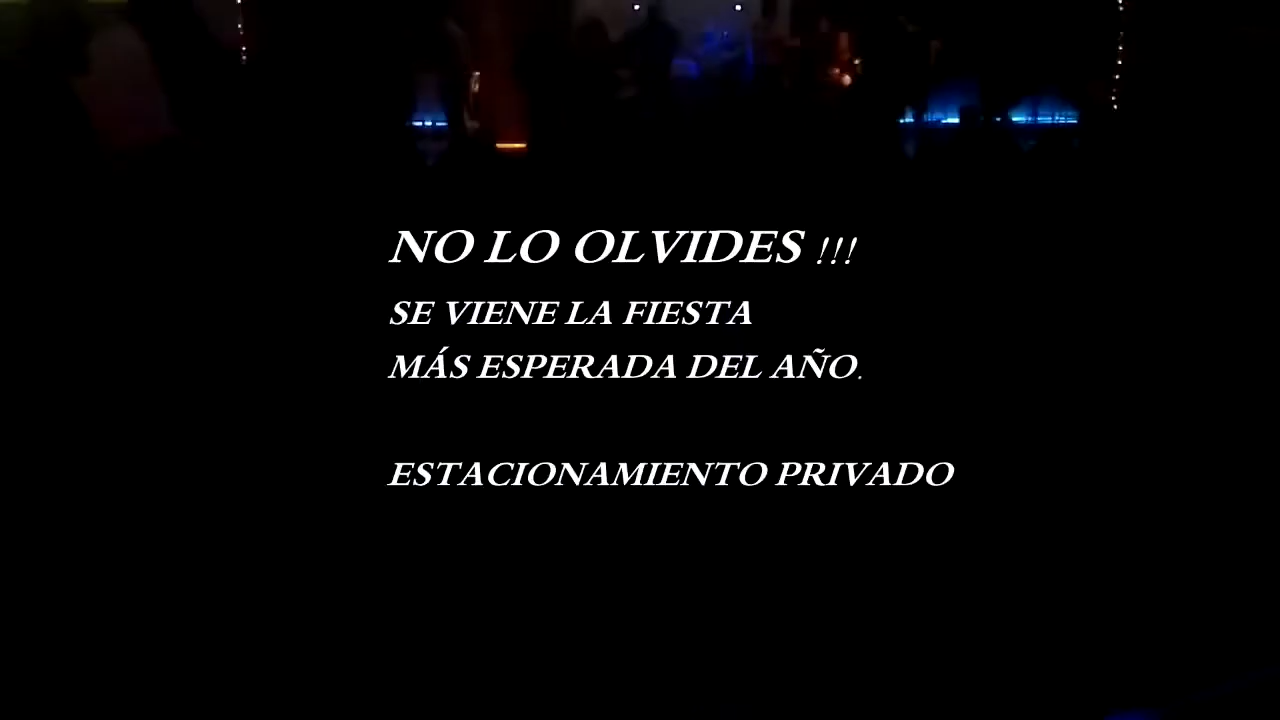 NO LO OLVIDES !!!
SE VIENE LA FIESTA
MÁS ESPERADA DEL AÑO.
ESTACIONAMIENTO PRIVADO